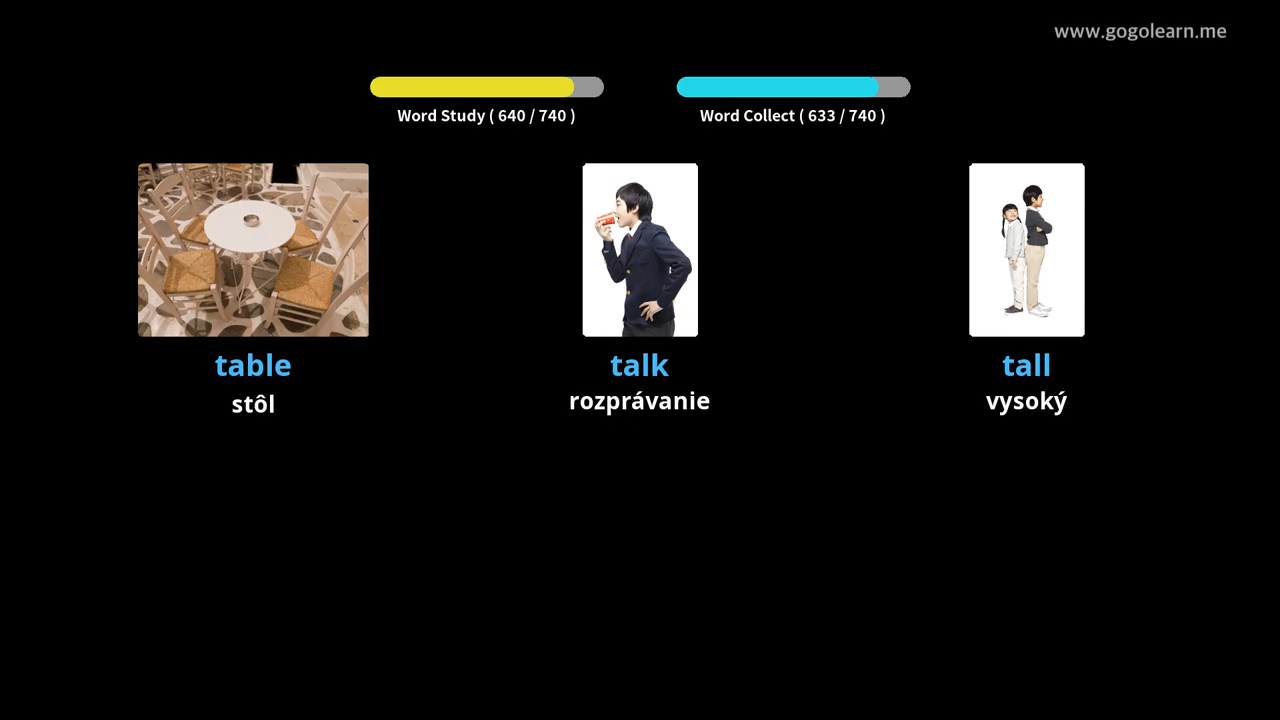 www.gogolearn.me
Word Study ( 640 / 740 )
Word Collect ( 633 / 740 )
table
stôl
talk
rozprávanie
tall
vysoký